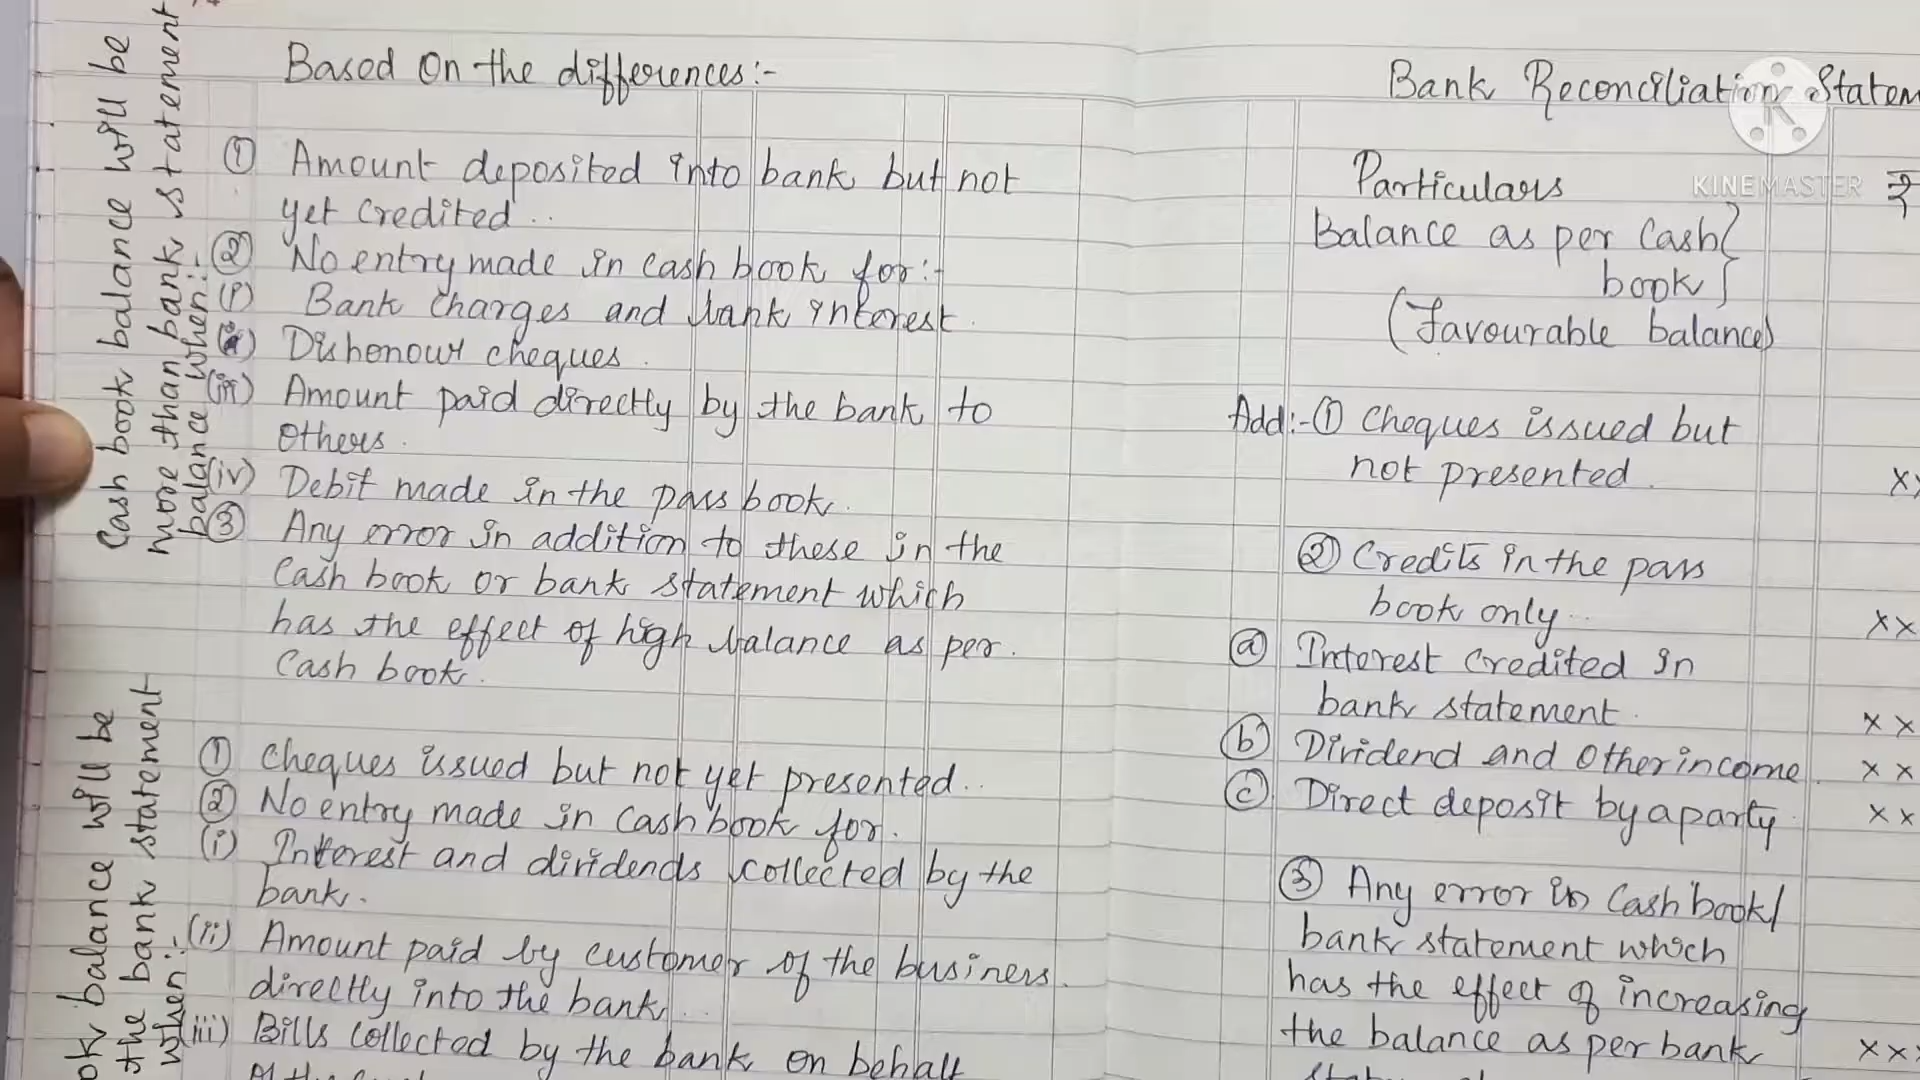 Cash book balance will be
more than bank statement
balance when:-
Based On the differences:-
① Amount deposited into bank but not
yet credited..
② No entry made in cash book for:-
(i) Bank charges and bank interest.
(ii) Dishonour cheques.
(iii) Amount paid directly by the bank to
others.
(iv) Debit made in the pass book.
③ Any error in addition to these in the
Cash book or bank statement which
has the effect of high balance as per.
Cash book.
balance will be
the bank statement
when:-
① Cheques issued but not yet presented..
② No entry made in cash book for.
(i) Interest and dividends collected by the
bank.
(ii) Amount paid by customer of the business.
directly into the bank..
(iii) Bills collected by the bank on behalf
Bank Reconciliation Statem
KINEMASTER
Particulars ₹
Balance as per Cash}
book}
(Favourable balance)
Add:-① Cheques issued but
not presented. xx
② Credits in the pass
book only.. xx
ⓐ Interest credited in
bank statement. xx
ⓑ Dividend and Other income. xx
ⓒ Direct deposit by a party. xx
③ Any error in Cash book/
bank statement which
has the effect of increasing
the balance as per bank xxx